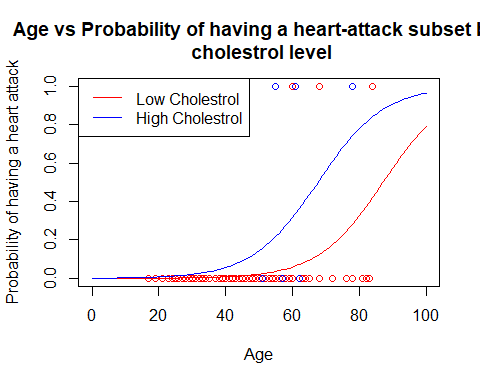 Age vs Probability of having a heart-attack subset
cholestrol level
Probability of having a heart attack
1.0
0.8
0.6
0.4
0.2
0.0
Low Cholestrol
High Cholestrol
0 20 40 60 80 100
Age